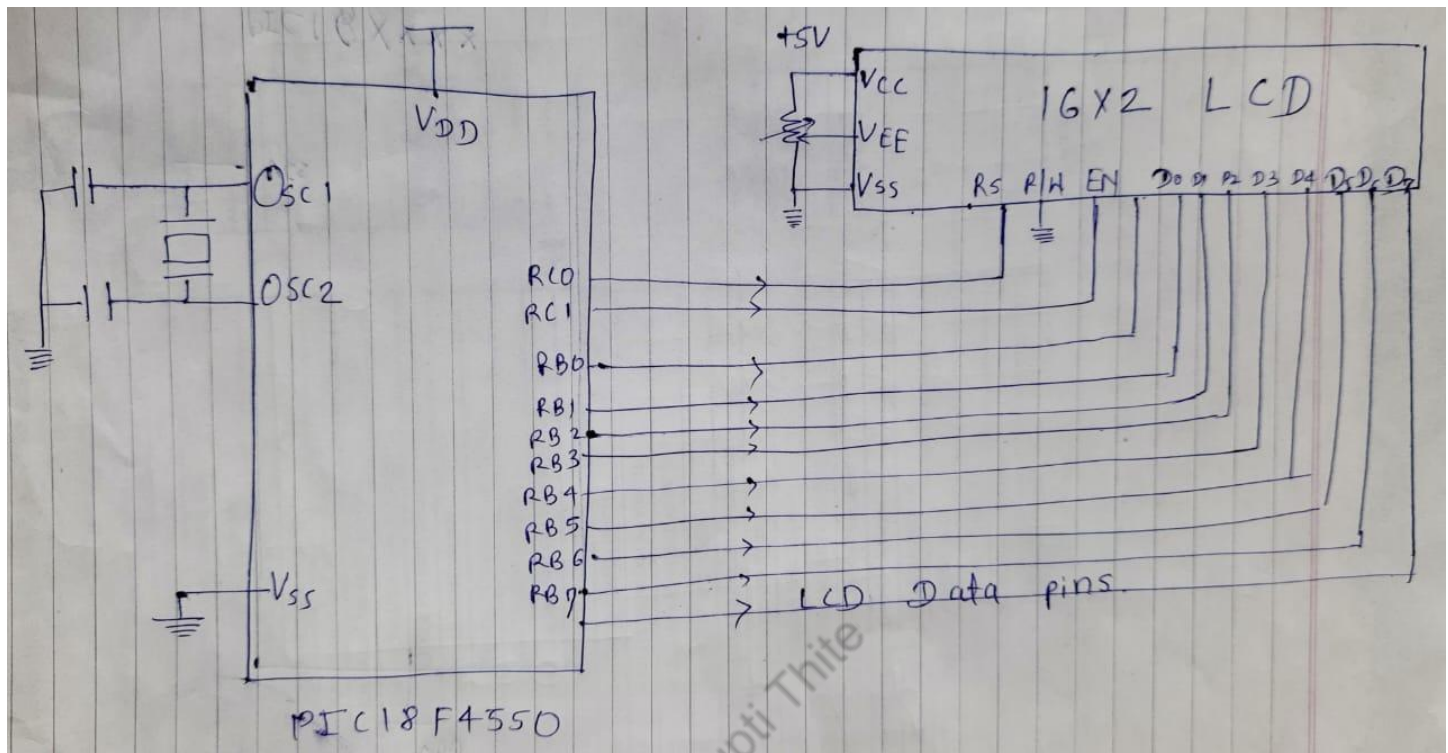 +5V
VCC
16X2 LCD
VDD
VEE
OSC1
VSS
RS R/W EN D0 D1 D2 D3 D4 D5 D6 D7
OSC2
RC0
RC1
RB0
RB1
RB2
RB3
RB4
RB5
RB6
RB7
VSS
LCD Data pins.
PIC18F4550
Thite